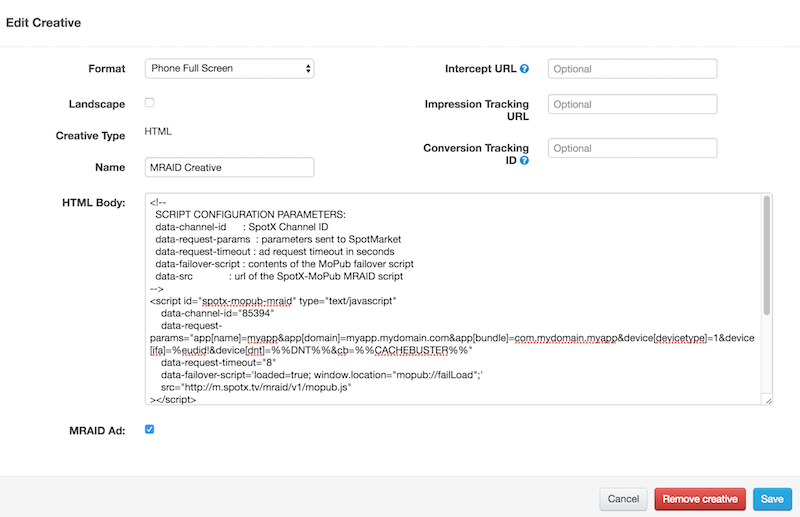 Edit Creative
Format
Phone Full Screen
Landscape
Creative Type
HTML
Name
MRAID Creative
Intercept URL ?
Optional
Impression Tracking
URL
Optional
Conversion Tracking
ID ?
Optional
HTML Body:
<!--
SCRIPT CONFIGURATION PARAMETERS:
data-channel-id : SpotX Channel ID
data-request-params : parameters sent to SpotMarket
data-request-timeout : ad request timeout in seconds
data-failover-script : contents of the MoPub failover script
data-src : url of the SpotX-MoPub MRAID script
-->
<script id="spotx-mopub-mraid" type="text/javascript"
data-channel-id="85394"
data-request-
params="app[name]=myapp&app[domain]=myapp.mydomain.com&app[bundle]=com.mydomain.myapp&device[devicetype]=1&device
[ifa]=%eudid!&device[dnt]=%%DNT%%&cb=%%CACHEBUSTER%%"
data-request-timeout="8"
data-failover-script='loaded=true; window.location="mopub://failLoad";'
src="http://m.spotx.tv/mraid/v1/mopub.js"
></script>
MRAID Ad:
Cancel
Remove creative
Save